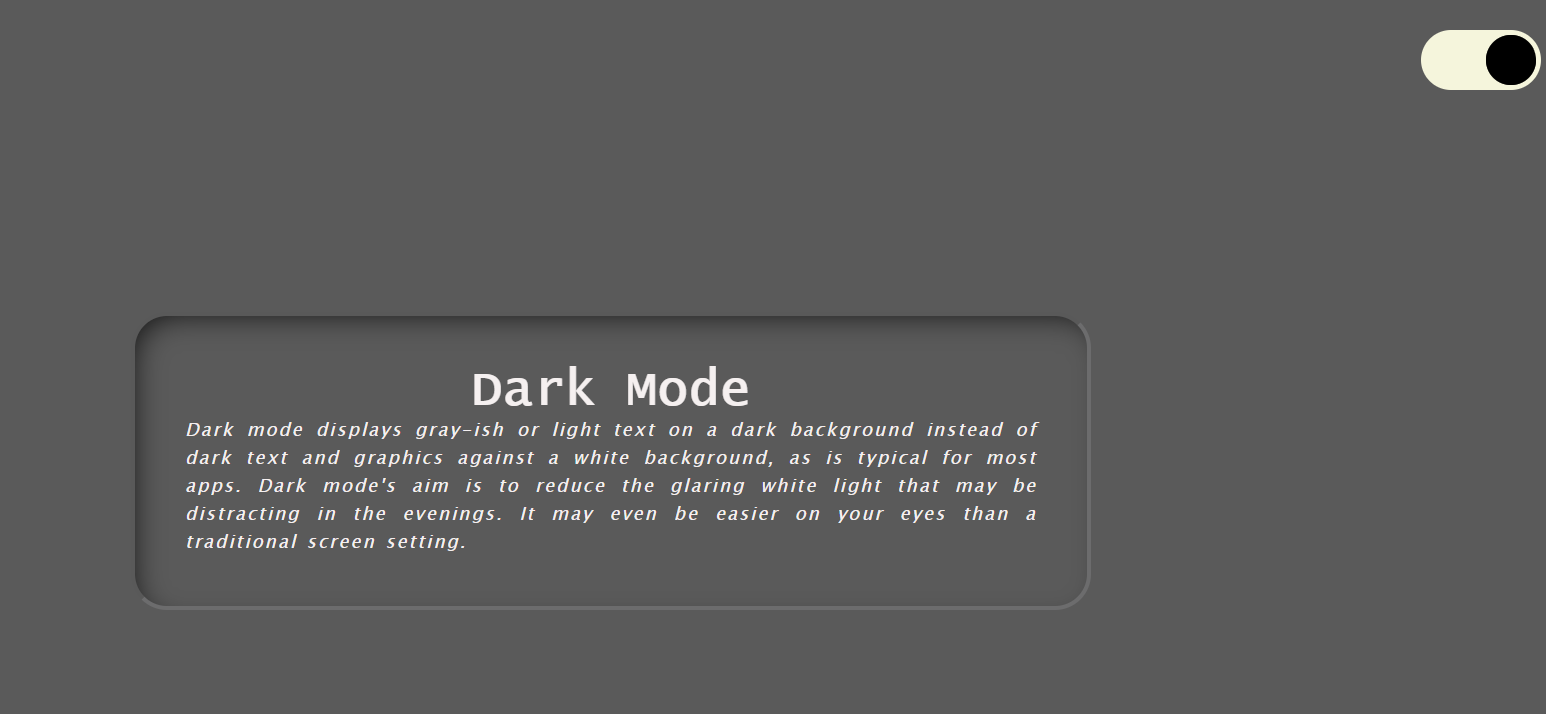 Dark Mode
Dark mode displays gray-ish or light text on a dark background instead of
dark text and graphics against a white background, as is typical for most
apps. Dark mode's aim is to reduce the glaring white light that may be
distracting in the evenings. It may even be easier on your eyes than a
traditional screen setting.